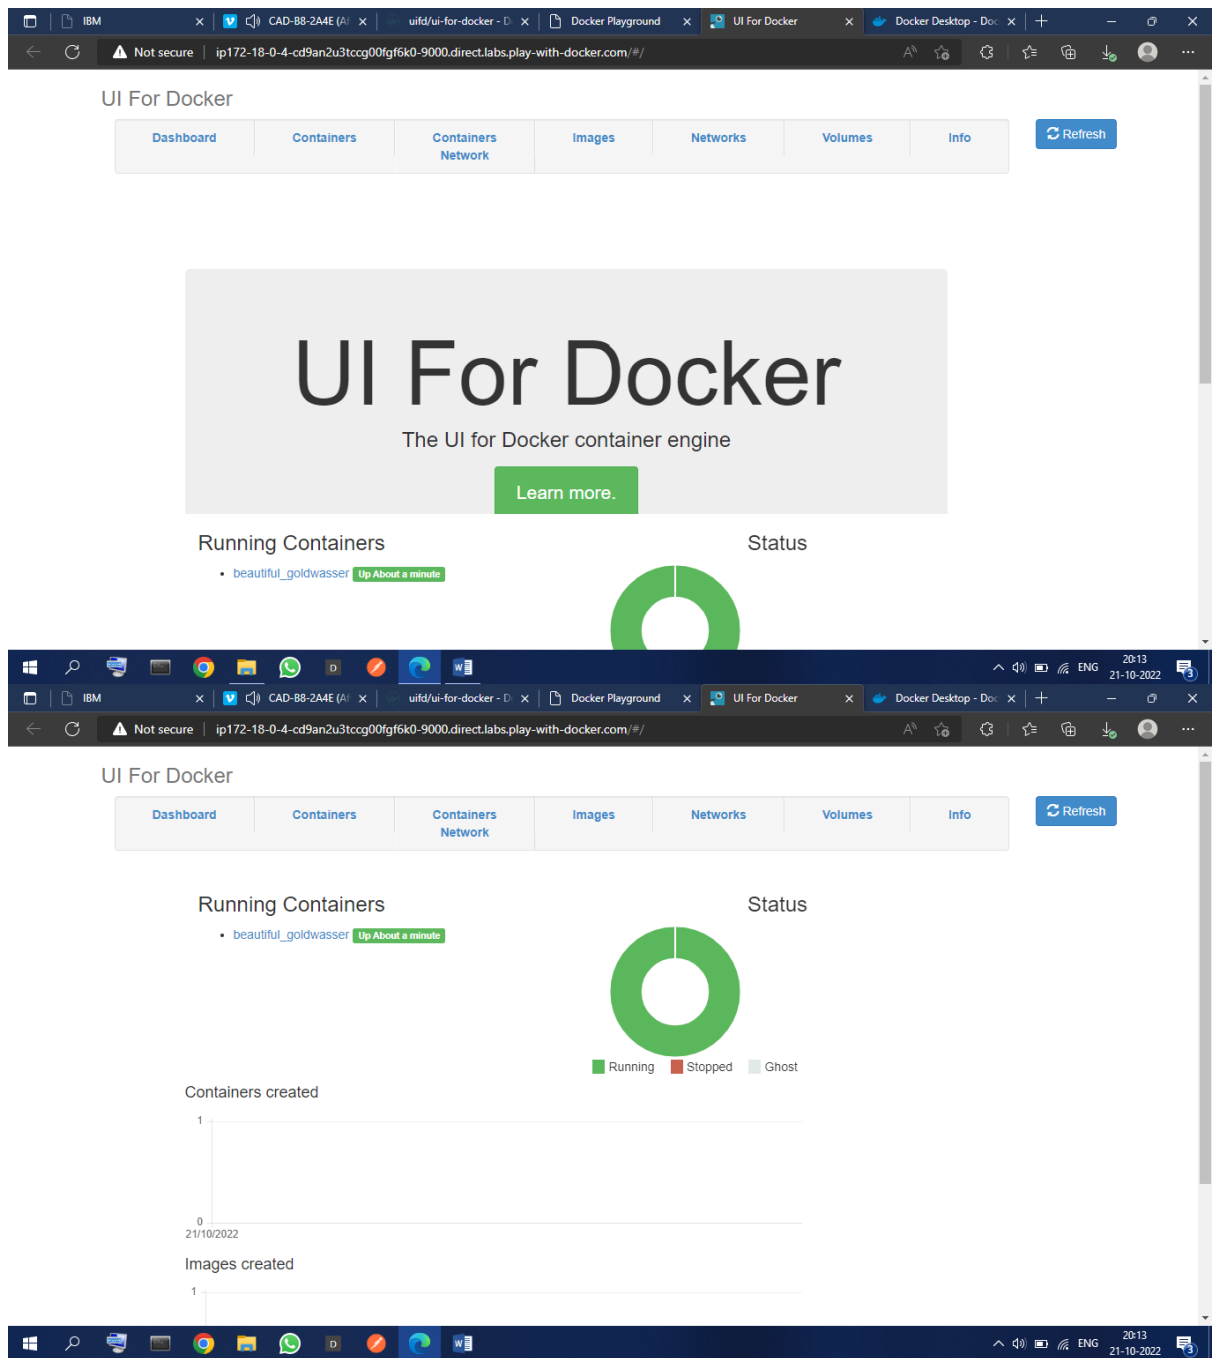 IBM
CAD-B8-2A4E (Af
uifd/ui-for-docker - D
Docker Playground
UI For Docker
Docker Desktop - Doc
Not secure
ip172-18-0-4-cd9an2u3tccg00fgf6k0-9000.direct.labs.play-with-docker.com/#/
UI For Docker
Dashboard
Containers
Containers
Network
Images
Networks
Volumes
Info
Refresh
UI For Docker
The UI for Docker container engine
Learn more.
Running Containers
Status
beautiful_goldwasser Up About a minute
ENG
20:13
21-10-2022
3
IBM
CAD-B8-2A4E (Af
uifd/ui-for-docker - D
Docker Playground
UI For Docker
Docker Desktop - Doc
Not secure
ip172-18-0-4-cd9an2u3tccg00fgf6k0-9000.direct.labs.play-with-docker.com/#/
UI For Docker
Dashboard
Containers
Containers
Network
Images
Networks
Volumes
Info
Refresh
Running Containers
Status
beautiful_goldwasser Up About a minute
Running
Stopped
Ghost
Containers created
1
0
21/10/2022
Images created
1
ENG
20:13
21-10-2022
3